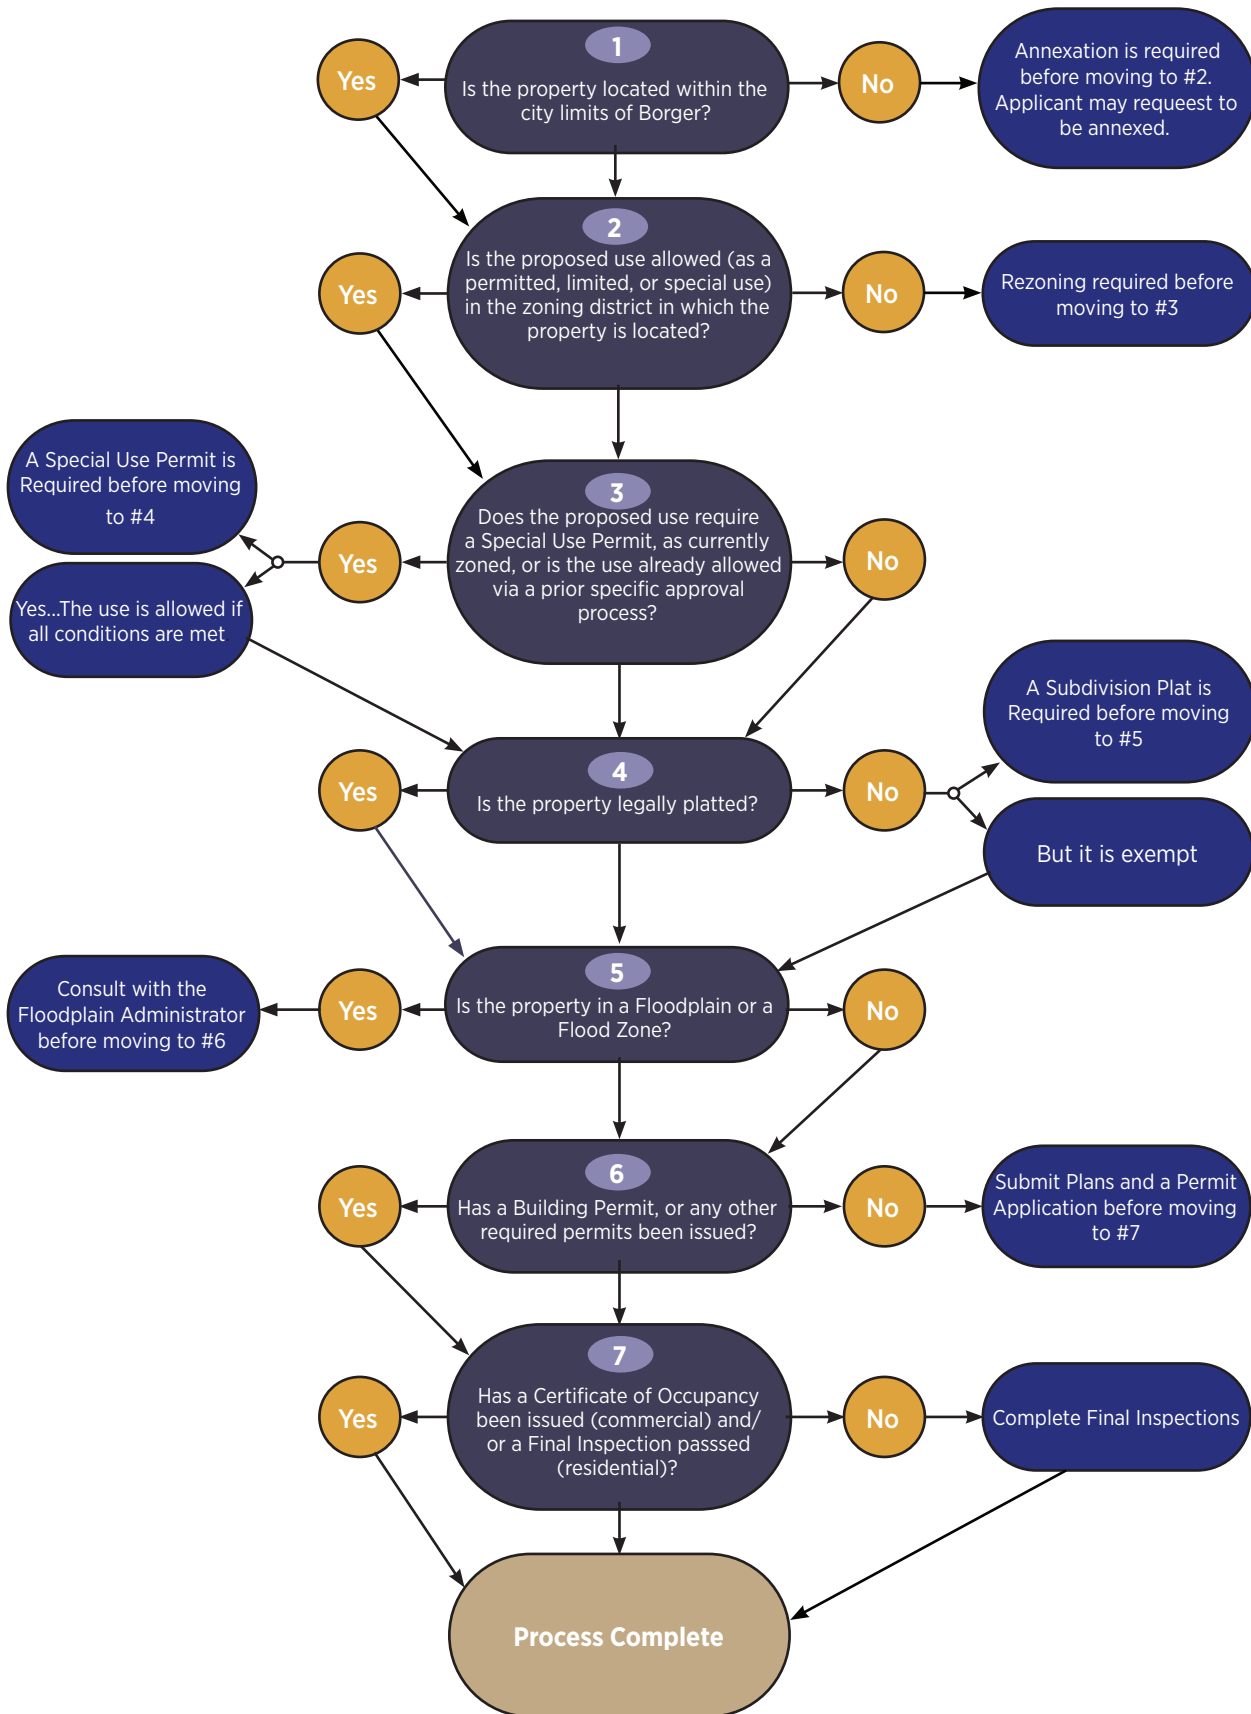 1
Is the property located within the
city limits of Borger?
Yes
No
Annexation is required
before moving to #2.
Applicant may requeest to
be annexed.
2
Is the proposed use allowed (as a
permitted, limited, or special use)
in the zoning district in which the
property is located?
Yes
No
Rezoning required before
moving to #3
3
Does the proposed use require
a Special Use Permit, as currently
zoned, or is the use already allowed
via a prior specific approval
process?
Yes
No
A Special Use Permit is
Required before moving
to #4
Yes...The use is allowed if
all conditions are met
4
Is the property legally platted?
Yes
No
A Subdivision Plat is
Required before moving
to #5
But it is exempt
5
Is the property in a Floodplain or a
Flood Zone?
Yes
No
Consult with the
Floodplain Administrator
before moving to #6
6
Has a Building Permit, or any other
required permits been issued?
Yes
No
Submit Plans and a Permit
Application before moving
to #7
7
Has a Certificate of Occupancy
been issued (commercial) and/
or a Final Inspection passsed
(residential)?
Yes
No
Complete Final Inspections
Process Complete